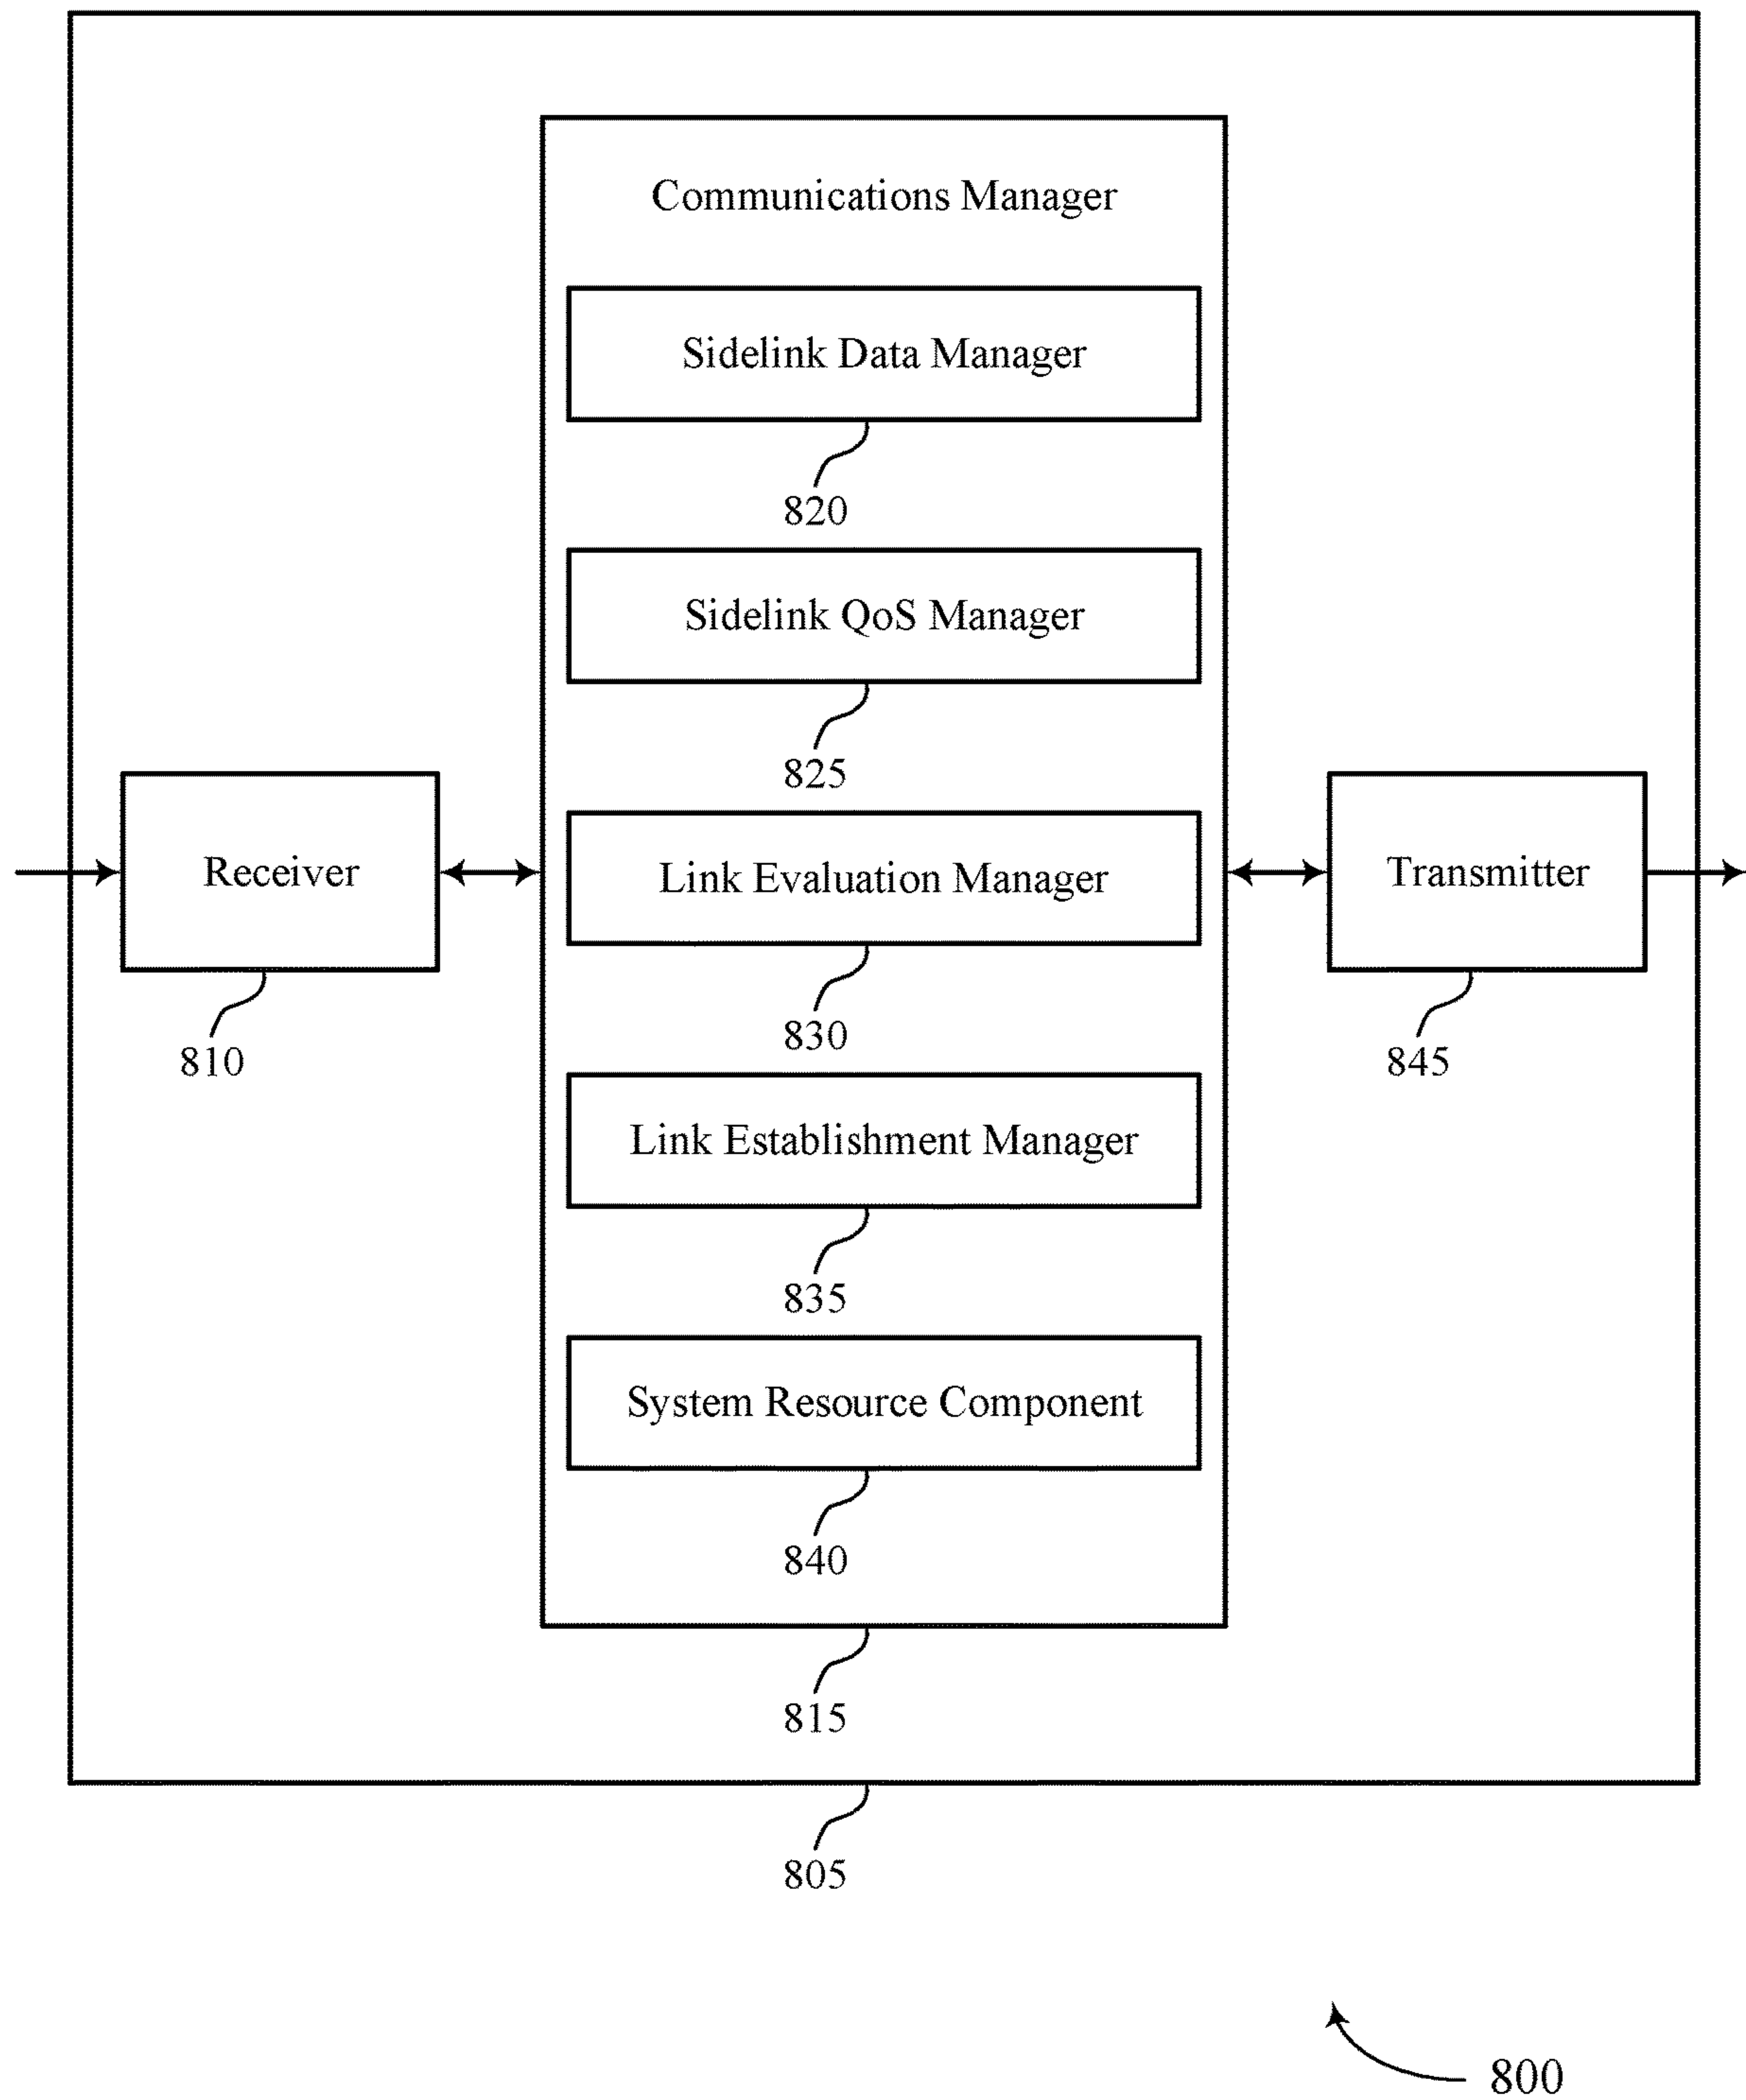 Communications Manager
Sidelink Data Manager
820
Sidelink QoS Manager
825
Receiver
810
Link Evaluation Manager
830
Transmitter
845
Link Establishment Manager
835
System Resource Component
840
815
805
800